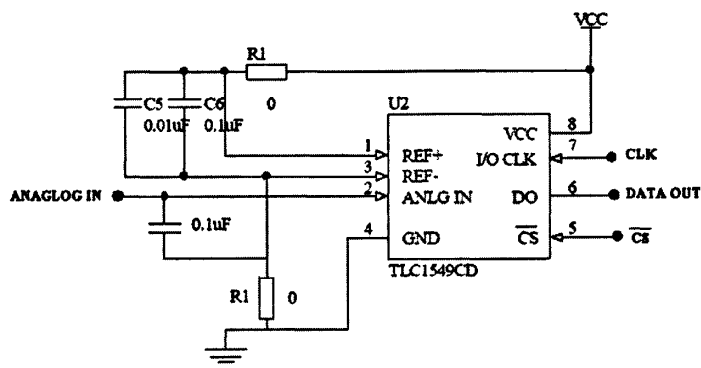 VCC
R1
0
C5
0.01uF
C6
0.1uF
U2
1
REF+
3
REF-
2
ANLG IN
4
GND
VCC
8
I/O CLK
7
CLK
DO
6
DATA OUT
CS
5
CS
ANAGLOG IN
0.1uF
TLC1549CD
R1
0